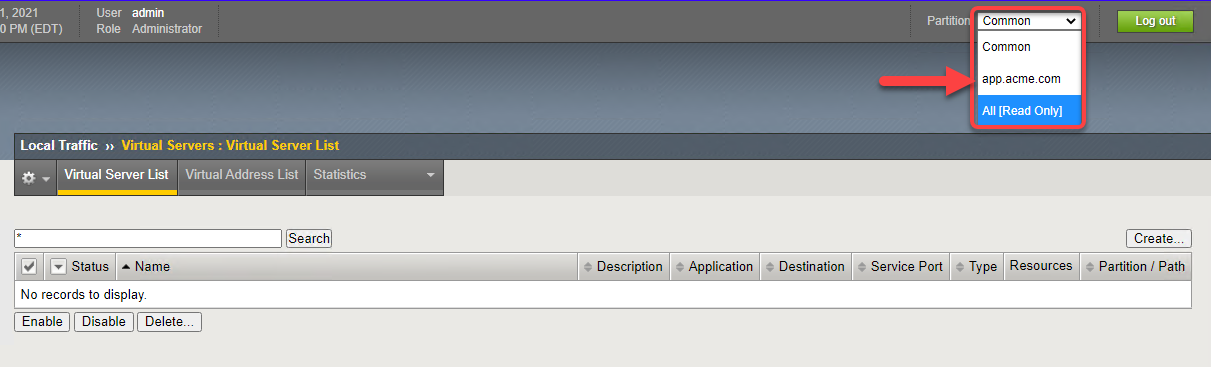 1, 2021 User admin Partition Common Log out
0 PM (EDT) Role Administrator
Common
app.acme.com
All [Read Only]
Local Traffic ›› Virtual Servers : Virtual Server List
Virtual Server List Virtual Address List Statistics
* Search Create...
Status Name Description Application Destination Service Port Type Resources Partition / Path
No records to display.
Enable Disable Delete...